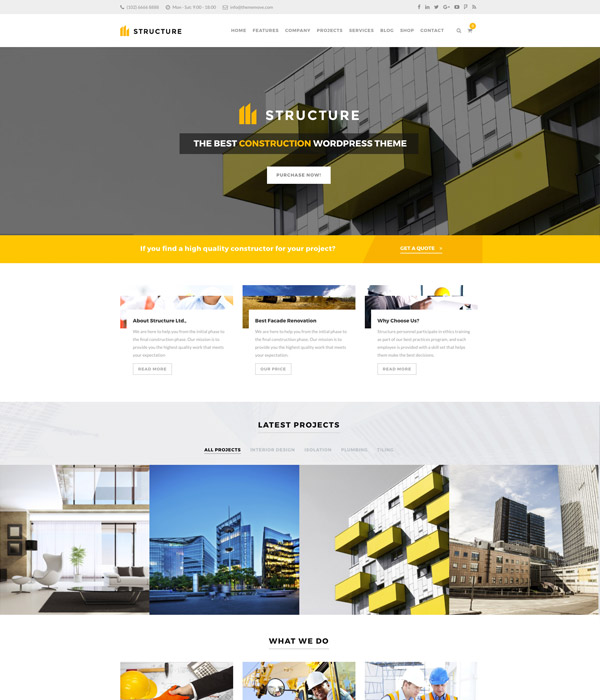 (102) 6666 8888 Mon - Sat: 9:00 - 18:00 info@thememove.com
STRUCTURE
HOME FEATURES COMPANY PROJECTS SERVICES BLOG SHOP CONTACT
STRUCTURE
THE BEST CONSTRUCTION WORDPRESS THEME
PURCHASE NOW!
If you find a high quality constructor for your project?
GET A QUOTE
About Structure Ltd.,
We are here to help you from the initial phase to
the final construction phase. Our mission is to
provide you the highest quality work that meets
your expectation.
READ MORE
Best Facade Renovation
We are here to help you from the initial phase to
the final construction phase. Our mission is to
provide you the highest quality work that meets
your expectation.
OUR PRICE
Why Choose Us?
Structure personnel participate in ethics training
as part of our best practices program, and each
employee is provided with a skill set that helps
them make the best decisions.
READ MORE
LATEST PROJECTS
ALL PROJECTS INTERIOR DESIGN ISOLATION PLUMBING TILING
WHAT WE DO